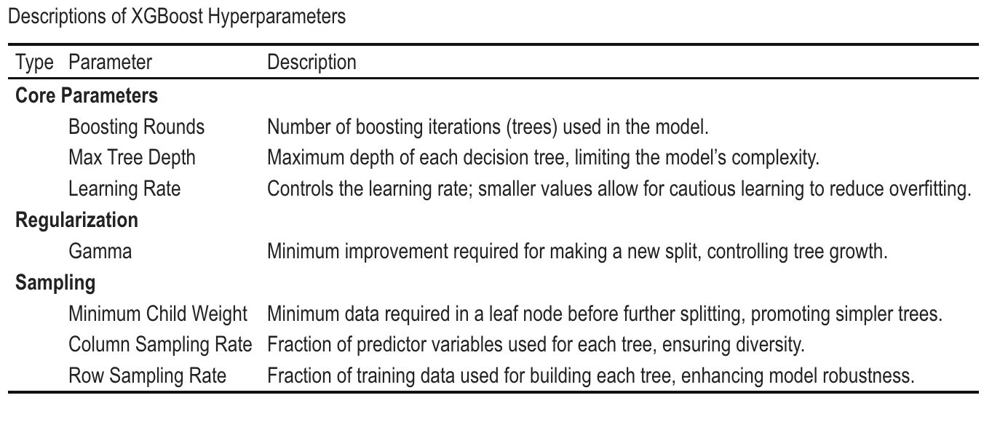 Descriptions of XGBoost Hyperparameters
Type Parameter Description
Core Parameters
Boosting Rounds Number of boosting iterations (trees) used in the model.
Max Tree Depth Maximum depth of each decision tree, limiting the model’s complexity.
Learning Rate Controls the learning rate; smaller values allow for cautious learning to reduce overfitting.
Regularization
Gamma Minimum improvement required for making a new split, controlling tree growth.
Sampling
Minimum Child Weight Minimum data required in a leaf node before further splitting, promoting simpler trees.
Column Sampling Rate Fraction of predictor variables used for each tree, ensuring diversity.
Row Sampling Rate Fraction of training data used for building each tree, enhancing model robustness.